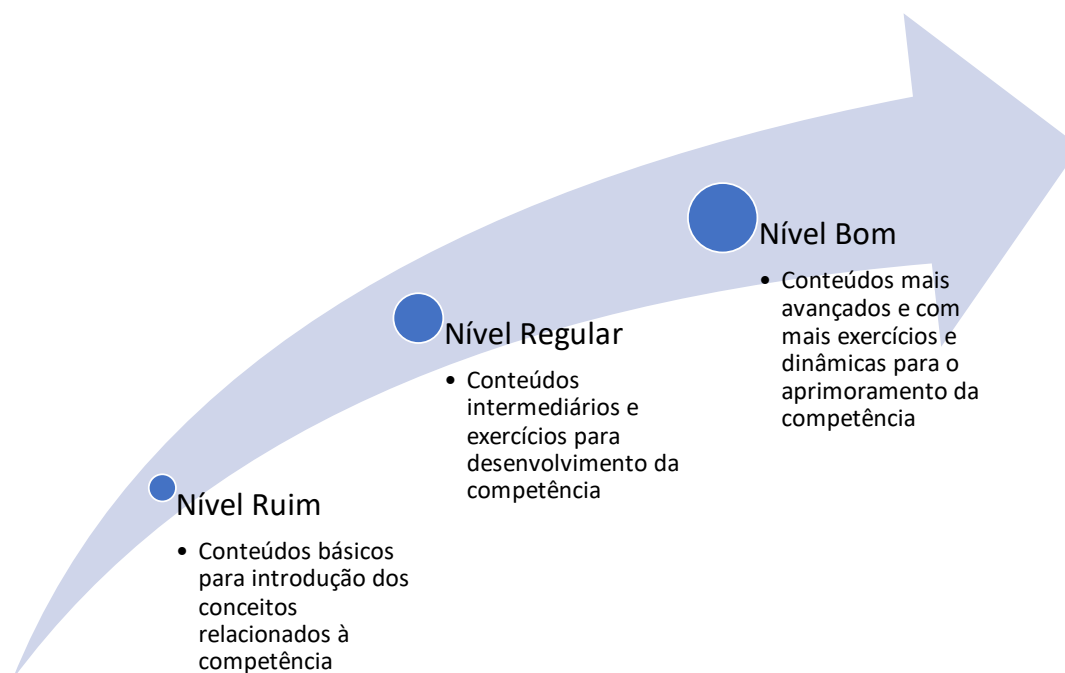 Nível Ruim
• Conteúdos básicos
para introdução dos
conceitos
relacionados à
competência
Nível Regular
• Conteúdos
intermediários e
exercícios para
desenvolvimento da
competência
Nível Bom
• Conteúdos mais
avançados e com
mais exercícios e
dinâmicas para o
aprimoramento da
competência